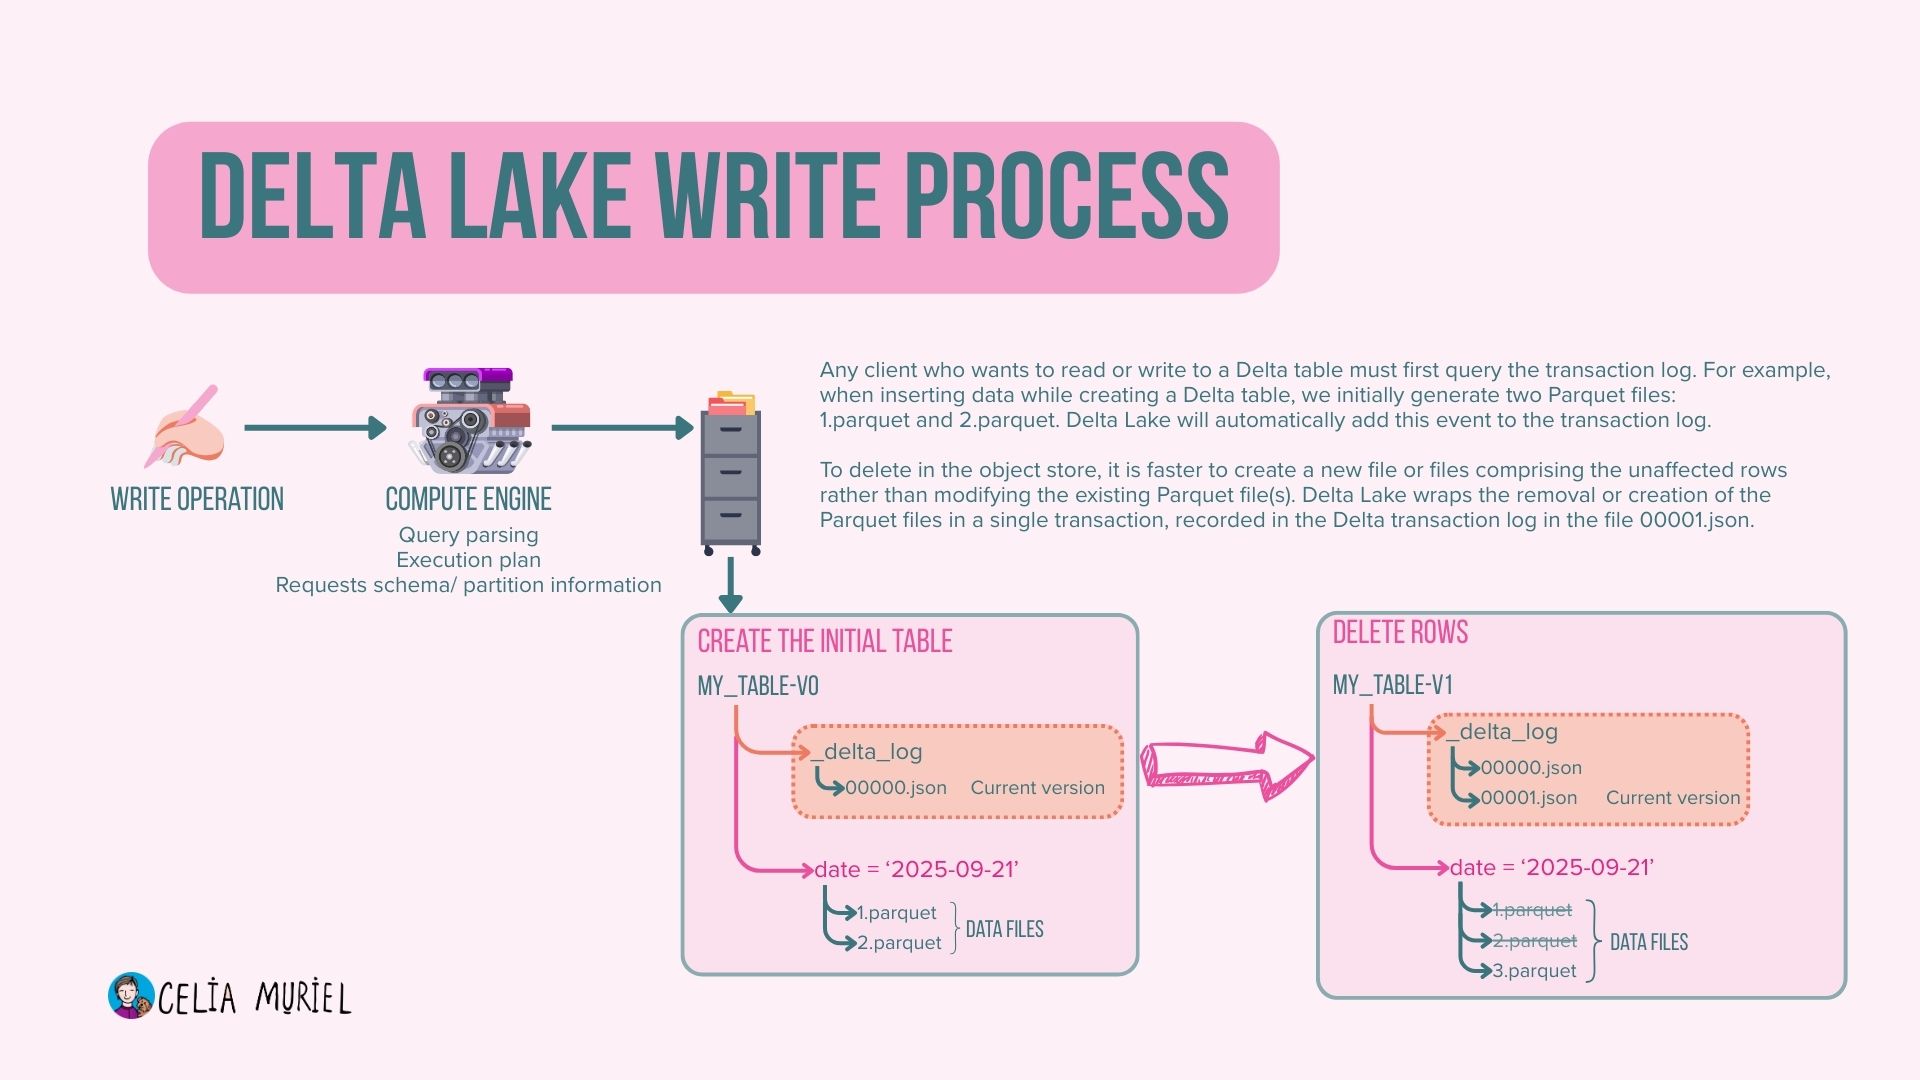 DELTA LAKE WRITE PROCESS
WRITE OPERATION
COMPUTE ENGINE
Query parsing
Execution plan
Requests schema/ partition information
Any client who wants to read or write to a Delta table must first query the transaction log. For example,
when inserting data while creating a Delta table, we initially generate two Parquet files:
1.parquet and 2.parquet. Delta Lake will automatically add this event to the transaction log.
To delete in the object store, it is faster to create a new file or files comprising the unaffected rows
rather than modifying the existing Parquet file(s). Delta Lake wraps the removal or creation of the
Parquet files in a single transaction, recorded in the Delta transaction log in the file 00001.json.
CREATE THE INITIAL TABLE
MY_TABLE-V0
_delta_log
00000.json Current version
date = ‘2025-09-21’
1.parquet
2.parquet
DATA FILES
DELETE ROWS
MY_TABLE-V1
_delta_log
00000.json
00001.json Current version
date = ‘2025-09-21’
1.parquet
2.parquet
3.parquet
DATA FILES
CELIA MURIEL